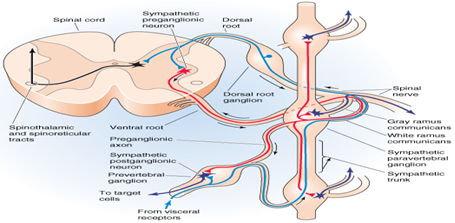 Spinal cord
Sympathetic
preganglionic
neuron
Dorsal
root
Dorsal root
ganglion
Spinal
nerve
Spinothalamic
and spinoreticular
tracts
Ventral root
Preganglionic
axon
Sympathetic
postganglionic
neuron
Prevertebral
ganglion
To target
cells
From visceral
receptors
Gray ramus
communicans
White ramus
communicans
Sympathetic
paravertebral
ganglion
Sympathetic
trunk